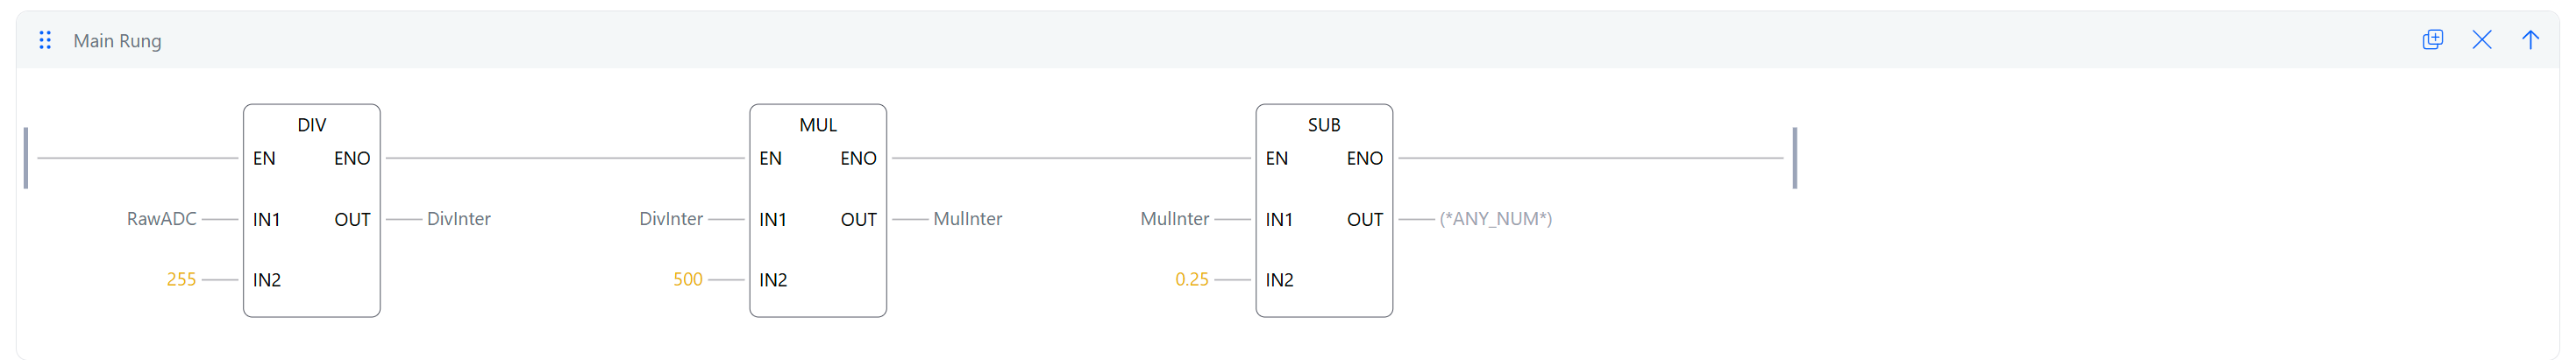 Main Rung
DIV
MUL
SUB
EN ENO
EN ENO
EN ENO
RawADC IN1 OUT DivInter
DivInter IN1 OUT MulInter
MulInter IN1 OUT (*ANY_NUM*)
255 IN2
500 IN2
0.25 IN2